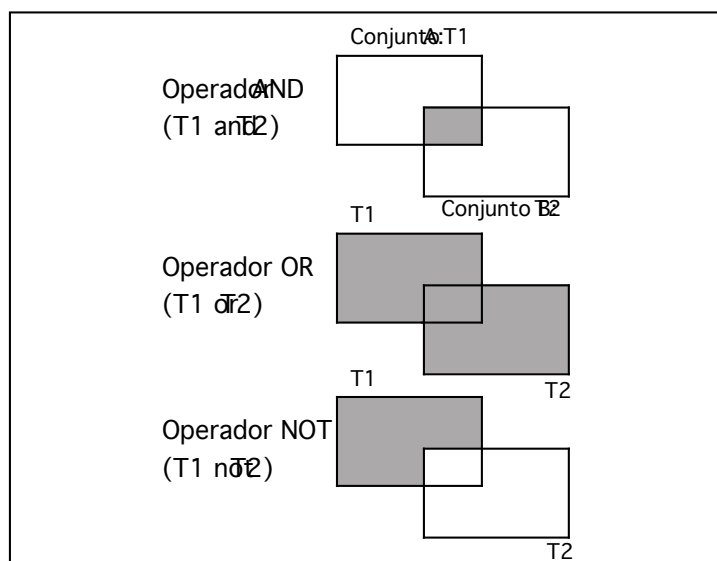 Conjunto A: T1
Operador AND
(T1 and T2)
Conjunto B: T2
T1
Operador OR
(T1 or T2)
T2
T1
Operador NOT
(T1 not T2)
T2